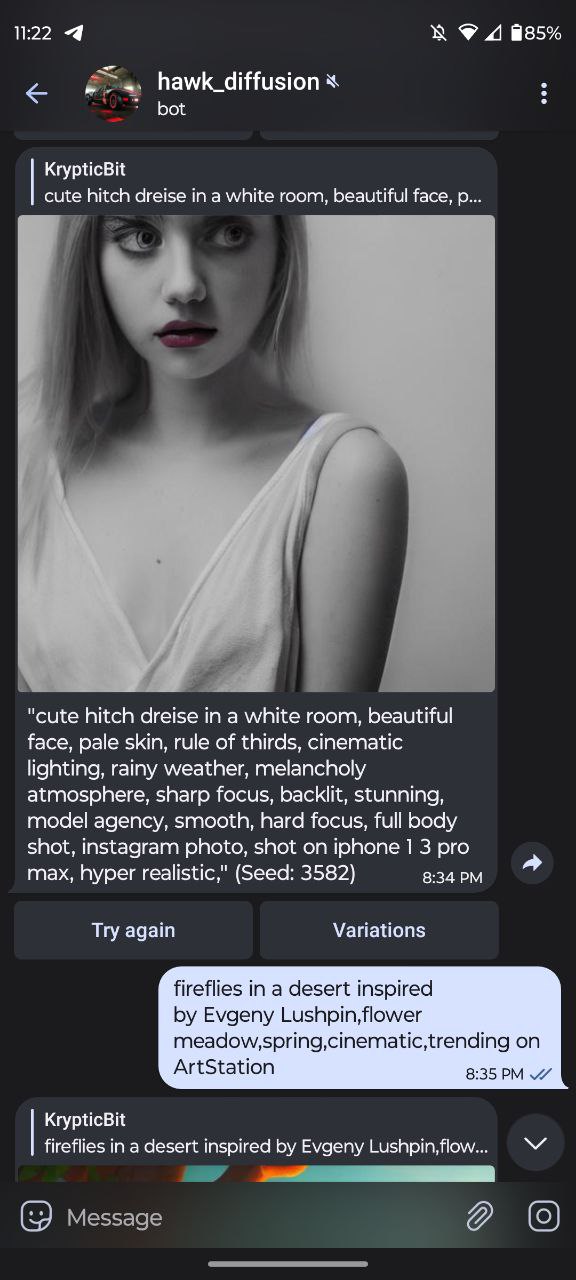 11:22
85%
hawk_diffusion
bot
KrypticBit
cute hitch dreise in a white room, beautiful face, p...
"cute hitch dreise in a white room, beautiful
face, pale skin, rule of thirds, cinematic
lighting, rainy weather, melancholy
atmosphere, sharp focus, backlit, stunning,
model agency, smooth, hard focus, full body
shot, instagram photo, shot on iphone 1 3 pro
max, hyper realistic," (Seed: 3582)
8:34 PM
Try again
Variations
fireflies in a desert inspired
by Evgeny Lushpin,flower
meadow,spring,cinematic,trending on
ArtStation
8:35 PM
KrypticBit
fireflies in a desert inspired by Evgeny Lushpin,flow...
Message